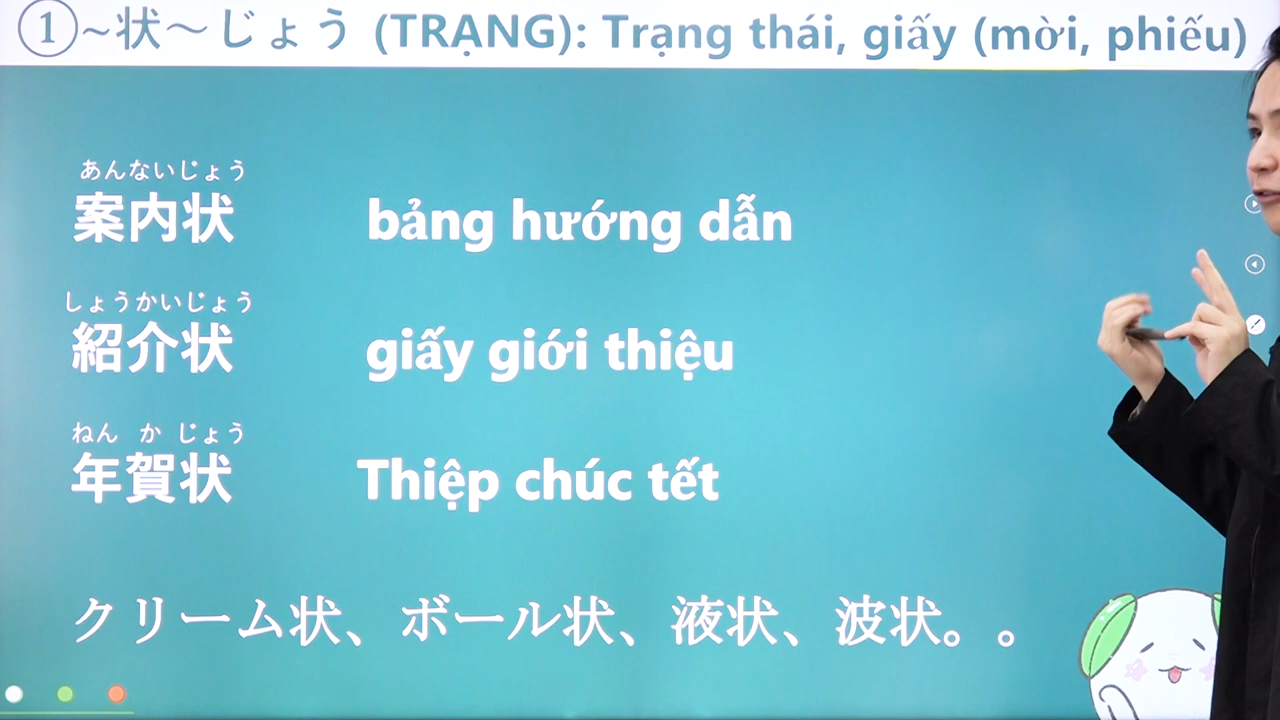 ①~状～じょう (TRẠNG): Trạng thái, giấy (mời, phiếu)
あんないじょう
案内状 bảng hướng dẫn
しょうかいじょう
紹介状 giấy giới thiệu
ねん か じょう
年賀状 Thiệp chúc tết
クリーム状、ボール状、液状、波状。。